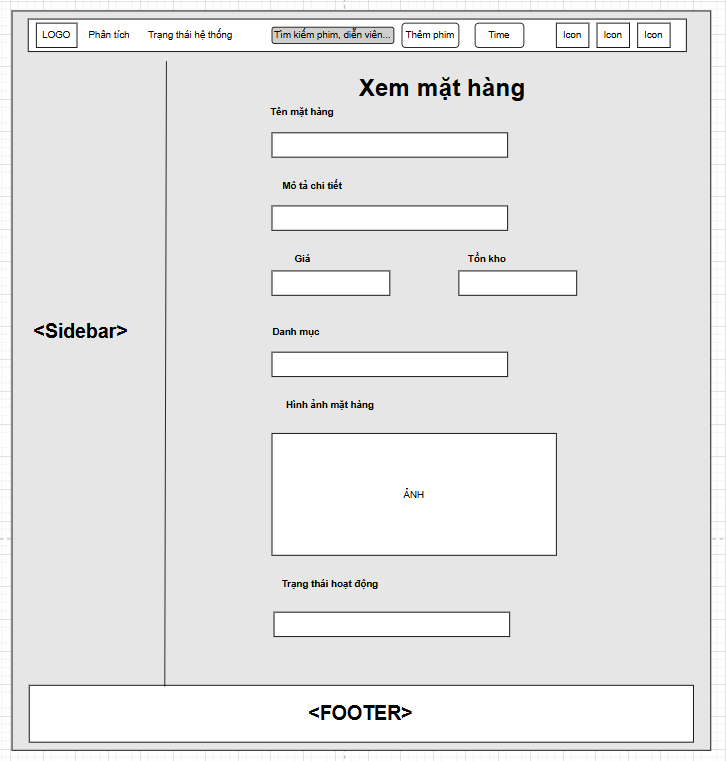 LOGO Phân tích Trạng thái hệ thống Tìm kiếm phim, diễn viên... Thêm phim Time Icon Icon Icon
Xem mặt hàng
Tên mặt hàng
Mô tả chi tiết
Giá Tồn kho
<Sidebar>
Danh mục
Hình ảnh mặt hàng
ẢNH
Trạng thái hoạt động
<FOOTER>